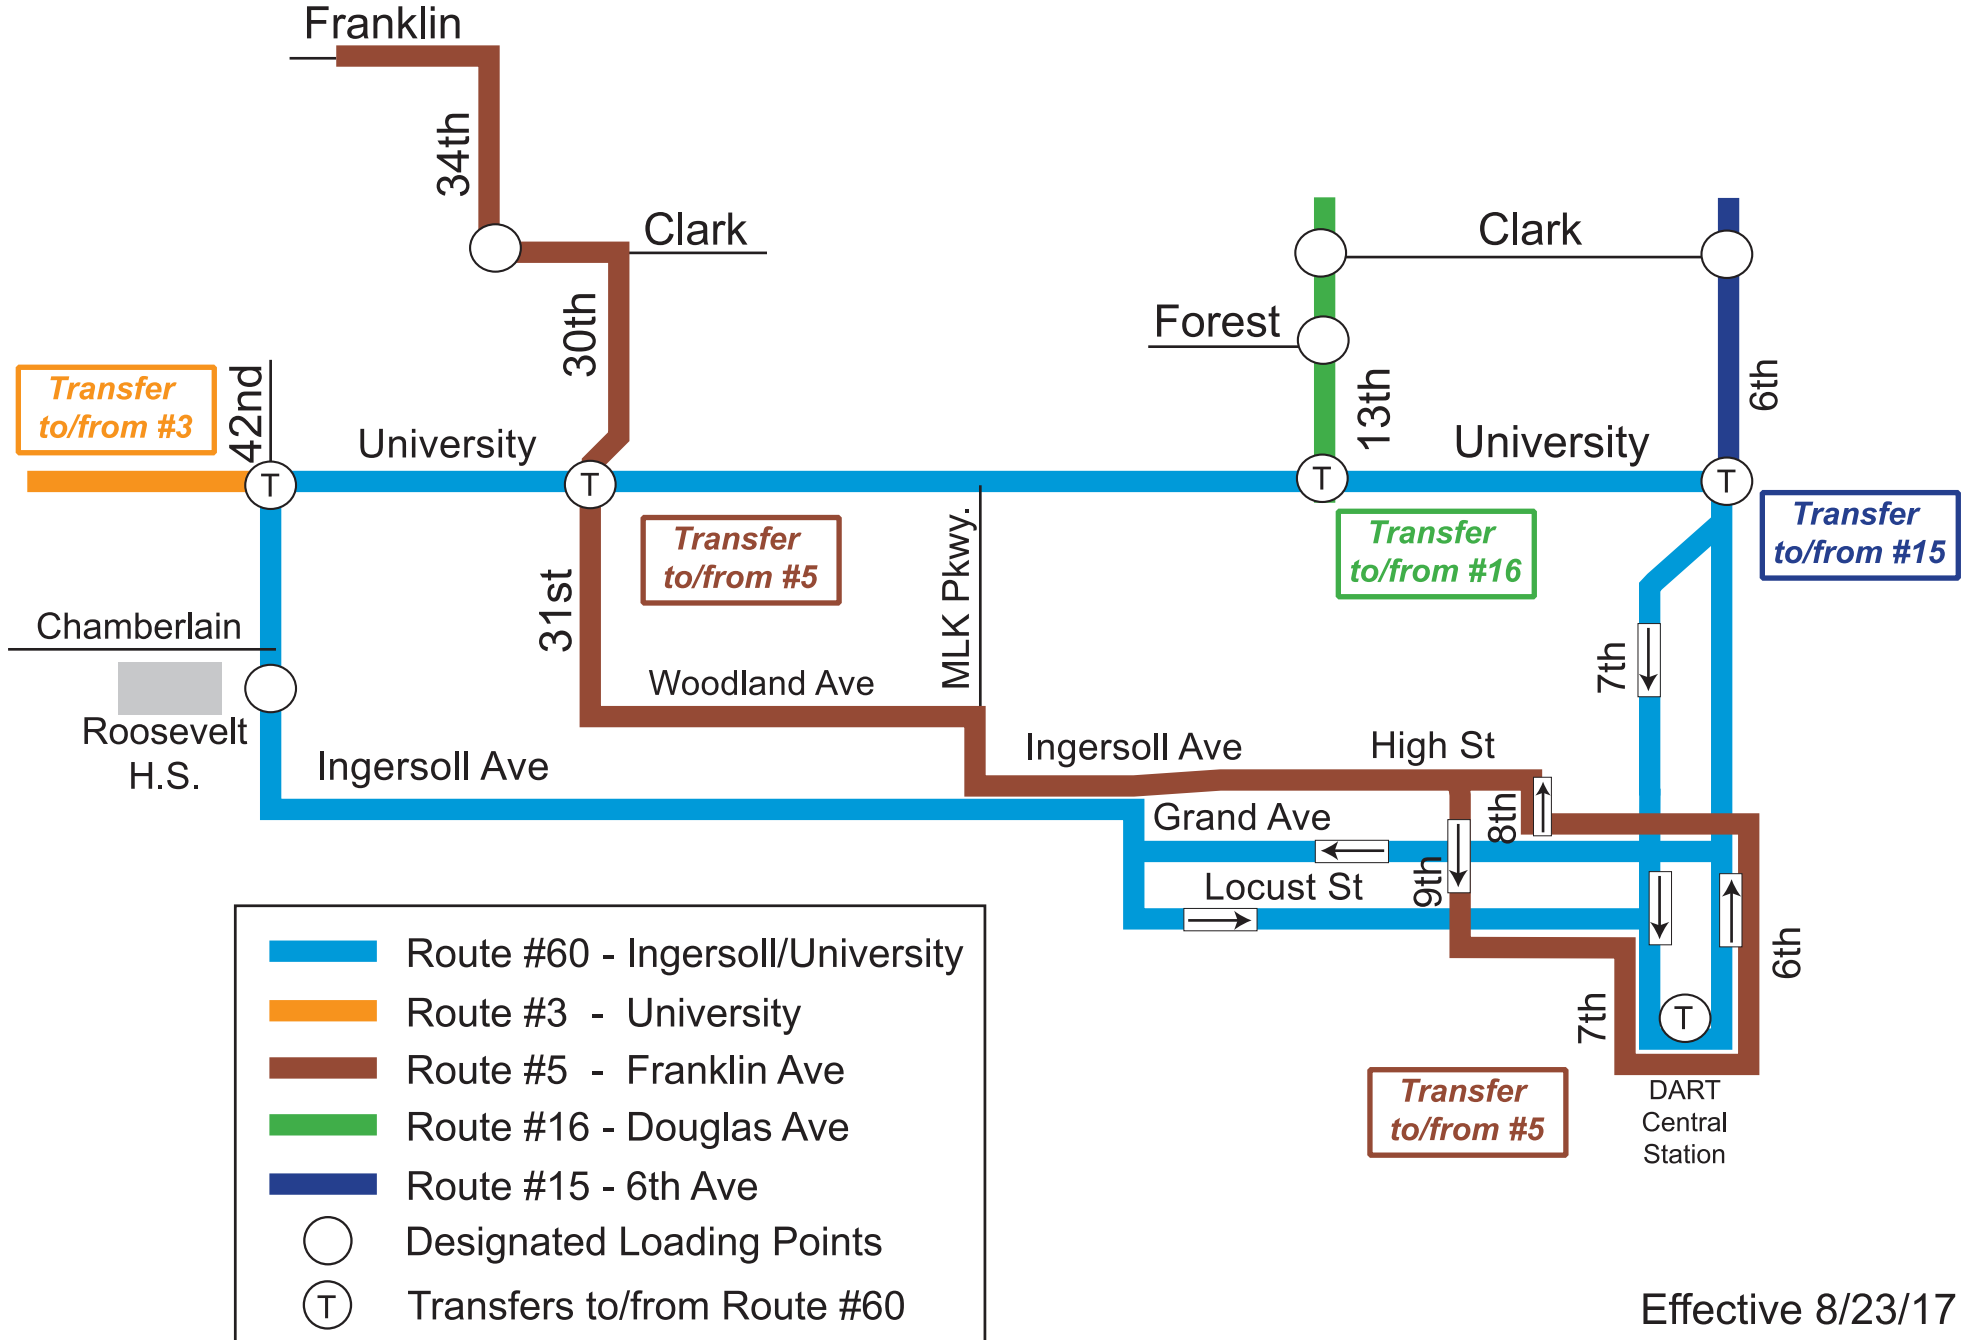 Franklin
34th
Clark
Clark
30th
Forest
13th
6th
Transfer
to/from #3
42nd
University
University
T
T
T
T
Transfer
to/from #5
MLK Pkwy.
Transfer
to/from #16
Transfer
to/from #15
31st
Chamberlain
Roosevelt
H.S.
Woodland Ave
7th
Ingersoll Ave
Ingersoll Ave
High St
Grand Ave
8th
9th
Locust St
6th
7th
T
DART
Central
Station
Transfer
to/from #5
Route #60 - Ingersoll/University
Route #3 - University
Route #5 - Franklin Ave
Route #16 - Douglas Ave
Route #15 - 6th Ave
Designated Loading Points
T Transfers to/from Route #60
Effective 8/23/17